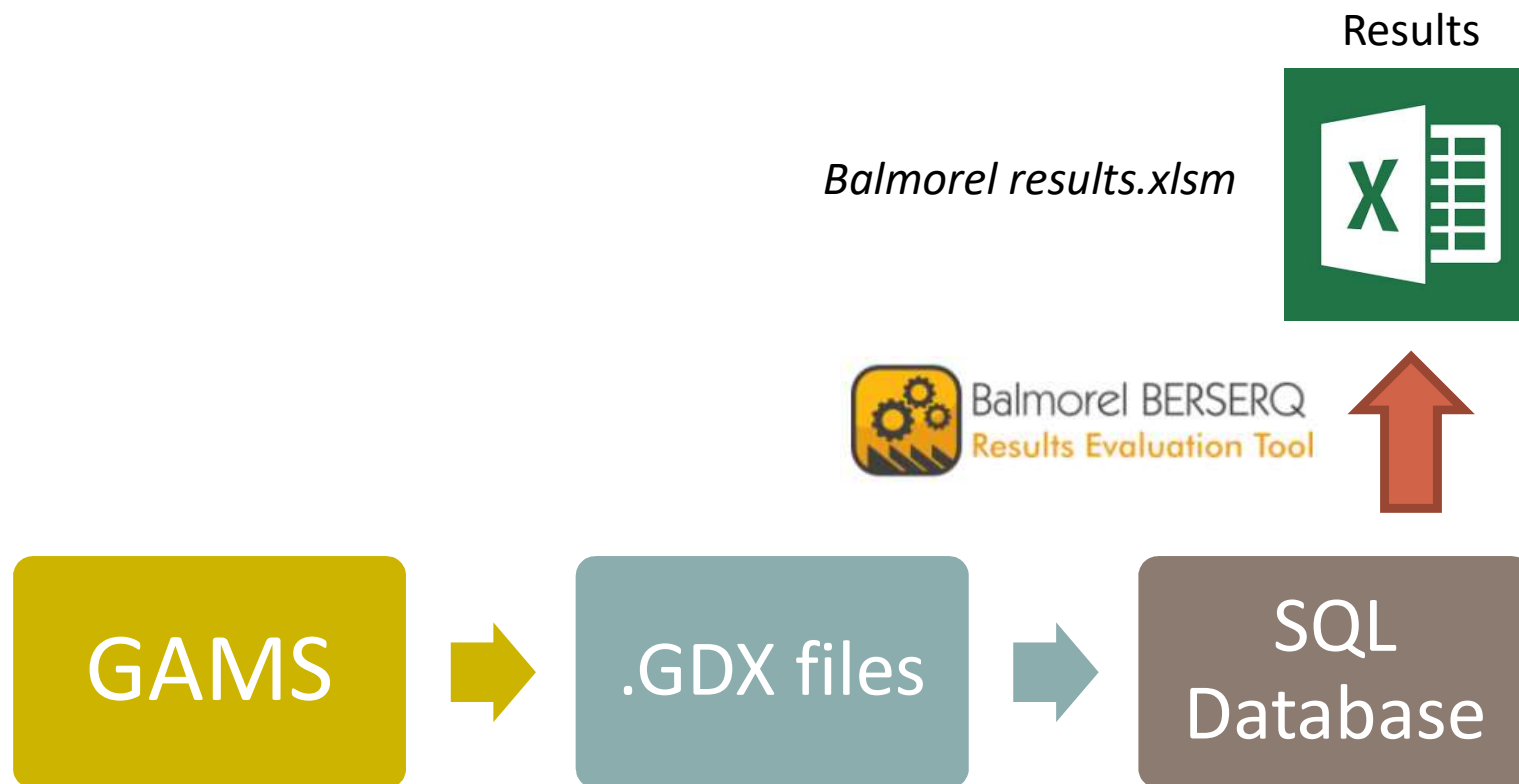 Results
Balmorel results.xlsm
X
Balmorel BERSERQ
Results Evaluation Tool
GAMS
.GDX files
SQL
Database